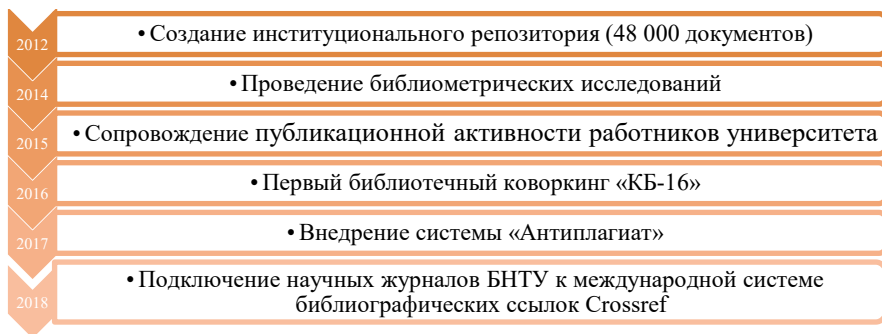 2012
• Создание институционального репозитория (48 000 документов)
2014
• Проведение библиометрических исследований
2015
• Сопровождение публикационной активности работников университета
2016
• Первый библиотечный коворкинг «КБ-16»
2017
• Внедрение системы «Антиплагиат»
2018
• Подключение научных журналов БНТУ к международной системе
библиографических ссылок Crossref